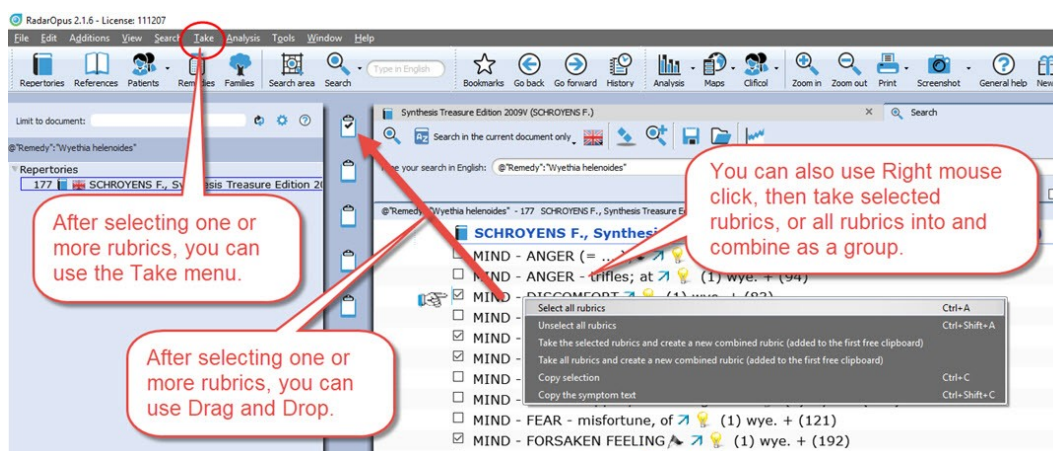 RadarOpus 2.1.6 - License: 111207
File Edit Additions View Search Take Analysis Tools Window Help
Repertories References Patients Remedies Families Search area Search Type in English Bookmarks Go back Go forward History Analysis Maps Clificol Zoom in Zoom out Print Screenshot General help New
Limit to document:
@"Remedy":"Wyethia helenoides"
Repertories
177 SCHROYENS F., Synthesis Treasure Edition 20
Synthesis Treasure Edition 2009V (SCHROYENS F.) × Search
Search in the current document only
your search in English: @"Remedy":"Wyethia helenoides"
@"Remedy":"Wyethia helenoides" - 177 SCHROYENS F., Synthesis Treasure E
SCHROYENS F., Synthesi
MIND - ANGER (= ...)
MIND - ANGER - trifles; at (1) wye. + (94)
MIND - DISCOMFORT (1) wye. + (83)
MIND -
MIND -
MIND -
MIND -
MIND -
MIND - FEAR - misfortune, of (1) wye. + (121)
MIND - FORSAKEN FEELING (1) wye. + (192)
Select all rubrics Ctrl+A
Unselect all rubrics Ctrl+Shift+A
Take the selected rubrics and create a new combined rubric (added to the first free clipboard)
Take all rubrics and create a new combined rubric (added to the first free clipboard)
Copy selection Ctrl+C
Copy the symptom text Ctrl+Shift+C
After selecting one or
more rubrics, you can
use the Take menu.
After selecting one or
more rubrics, you can
use Drag and Drop.
You can also use Right mouse
click, then take selected
rubrics, or all rubrics into and
combine as a group.